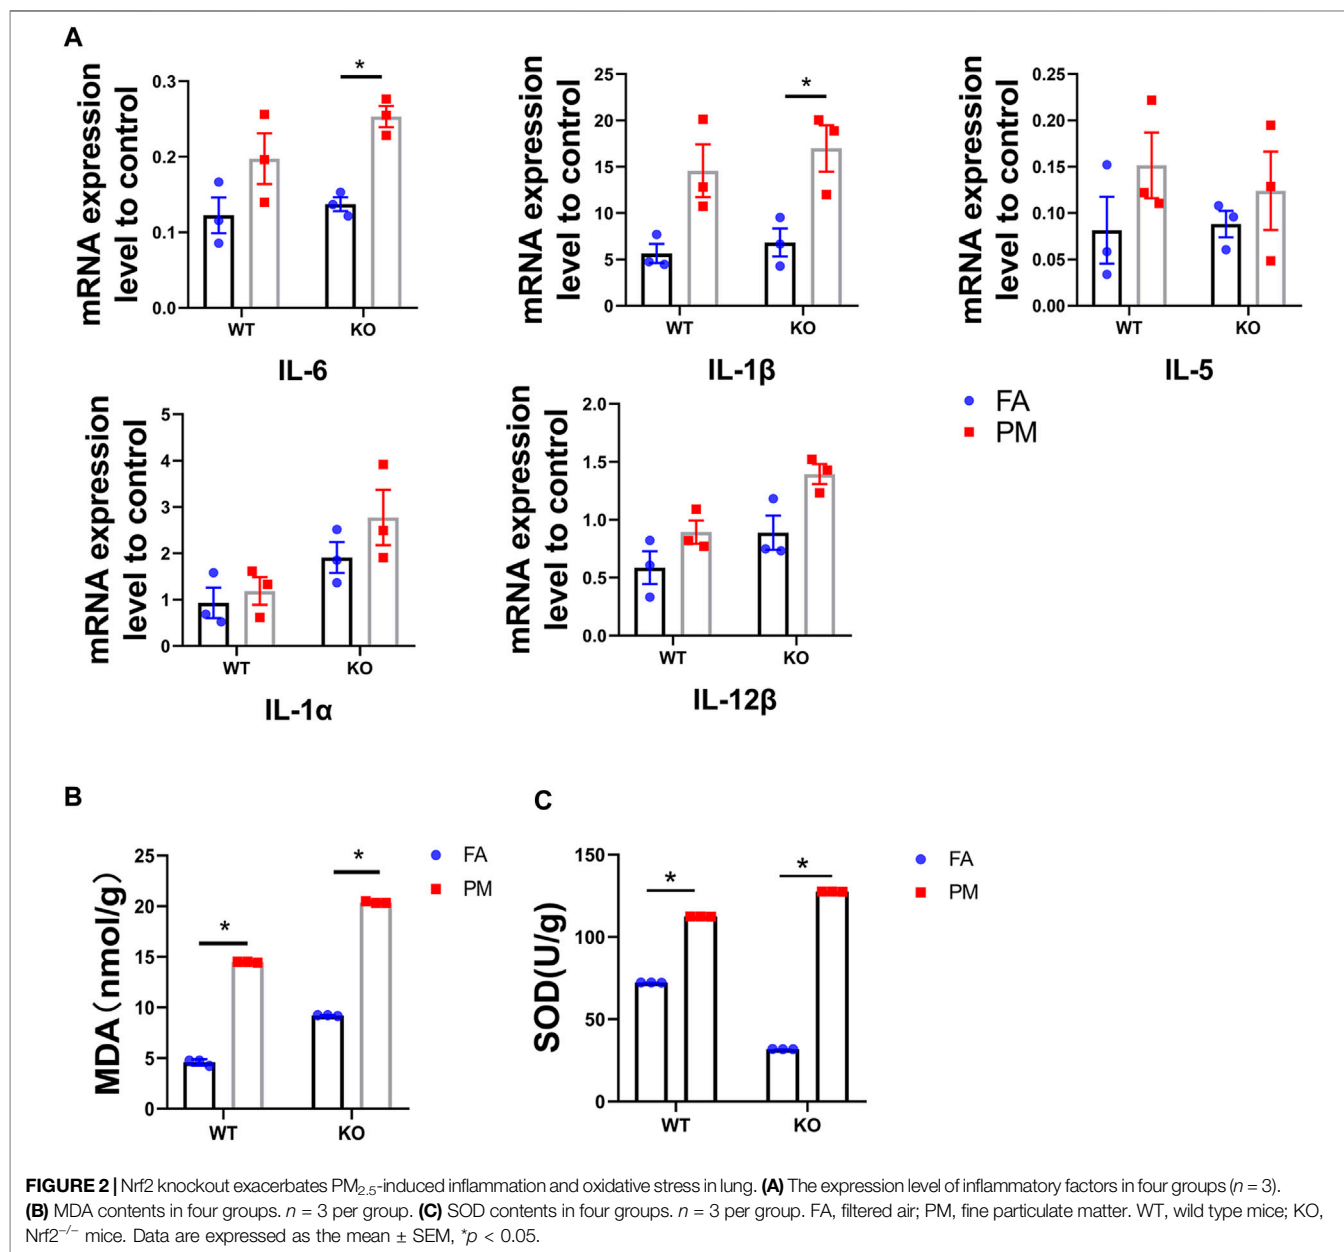 A
mRNA expression
level to control
0.3
0.2
0.1
0.0
*
WT
KO
IL-6
mRNA expression
level to control
25
20
15
10
5
0
*
WT
KO
IL-1β
mRNA expression
level to control
0.25
0.20
0.15
0.10
0.05
0.00
WT
KO
IL-5
mRNA expression
level to control
5
4
3
2
1
0
WT
KO
IL-1α
mRNA expression
level to control
2.0
1.5
1.0
0.5
0.0
WT
KO
IL-12β
FA
PM
B
MDA(nmol/g)
25
20
15
10
5
0
*
*
WT
KO
FA
PM
C
SOD(U/g)
150
100
50
0
*
*
WT
KO
FA
PM
FIGURE 2 | Nrf2 knockout exacerbates PM2.5-induced inflammation and oxidative stress in lung. (A) The expression level of inflammatory factors in four groups (n = 3).
(B) MDA contents in four groups. n = 3 per group. (C) SOD contents in four groups. n = 3 per group. FA, filtered air; PM, fine particulate matter. WT, wild type mice; KO,
Nrf2−/− mice. Data are expressed as the mean ± SEM, *p < 0.05.